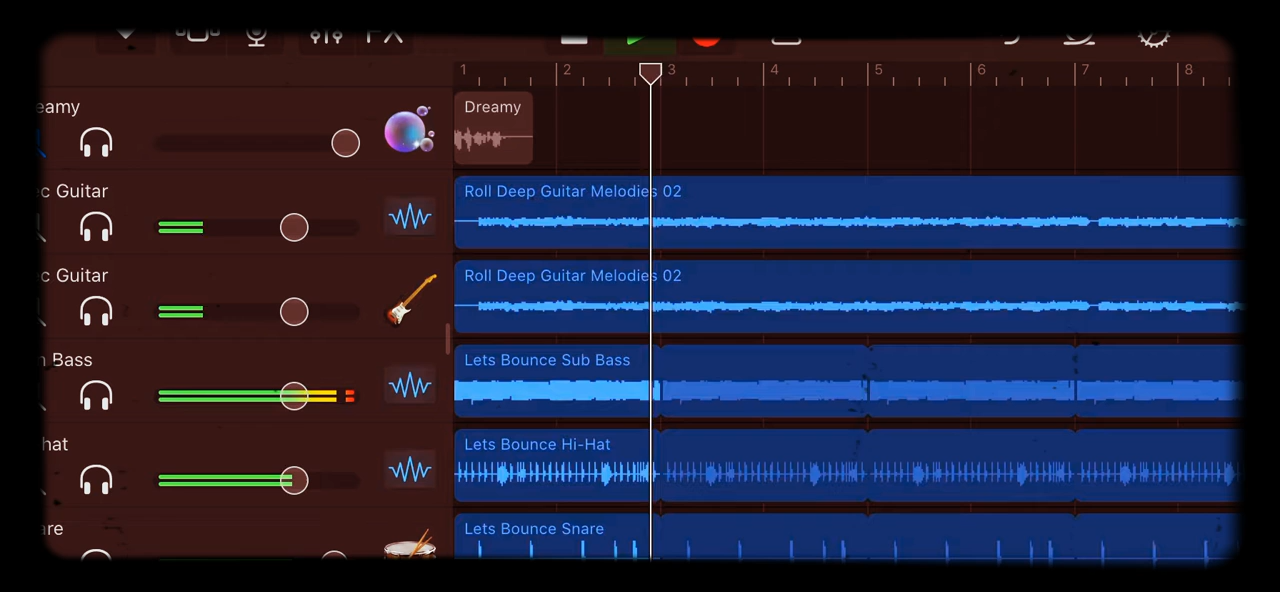 FX
1 2 3 4 5 6 7 8
eamy
Dreamy
c Guitar
Roll Deep Guitar Melodies 02
c Guitar
Roll Deep Guitar Melodies 02
Bass
Lets Bounce Sub Bass
hat
Lets Bounce Hi-Hat
are
Lets Bounce Snare